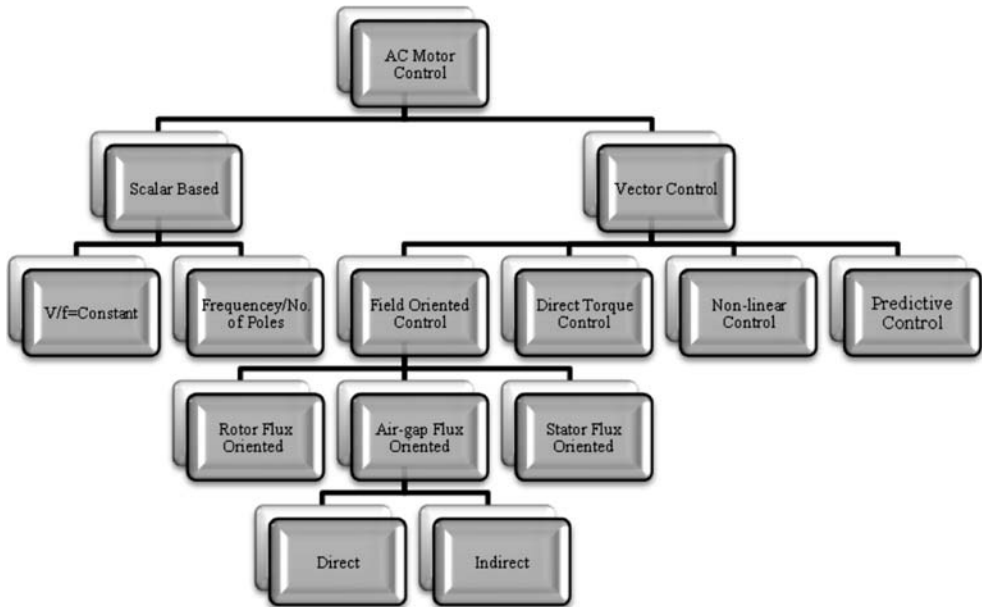 AC Motor
Control
Scalar Based
Vector Control
V/f=Constant
Frequencey/No.
of Poles
Field Oriented
Control
Direct Torque
Control
Non-linear
Control
Predictive
Control
Rotor Flux
Oriented
Air-gap Flux
Oriented
Stator Flux
Oriented
Direct
Indirect